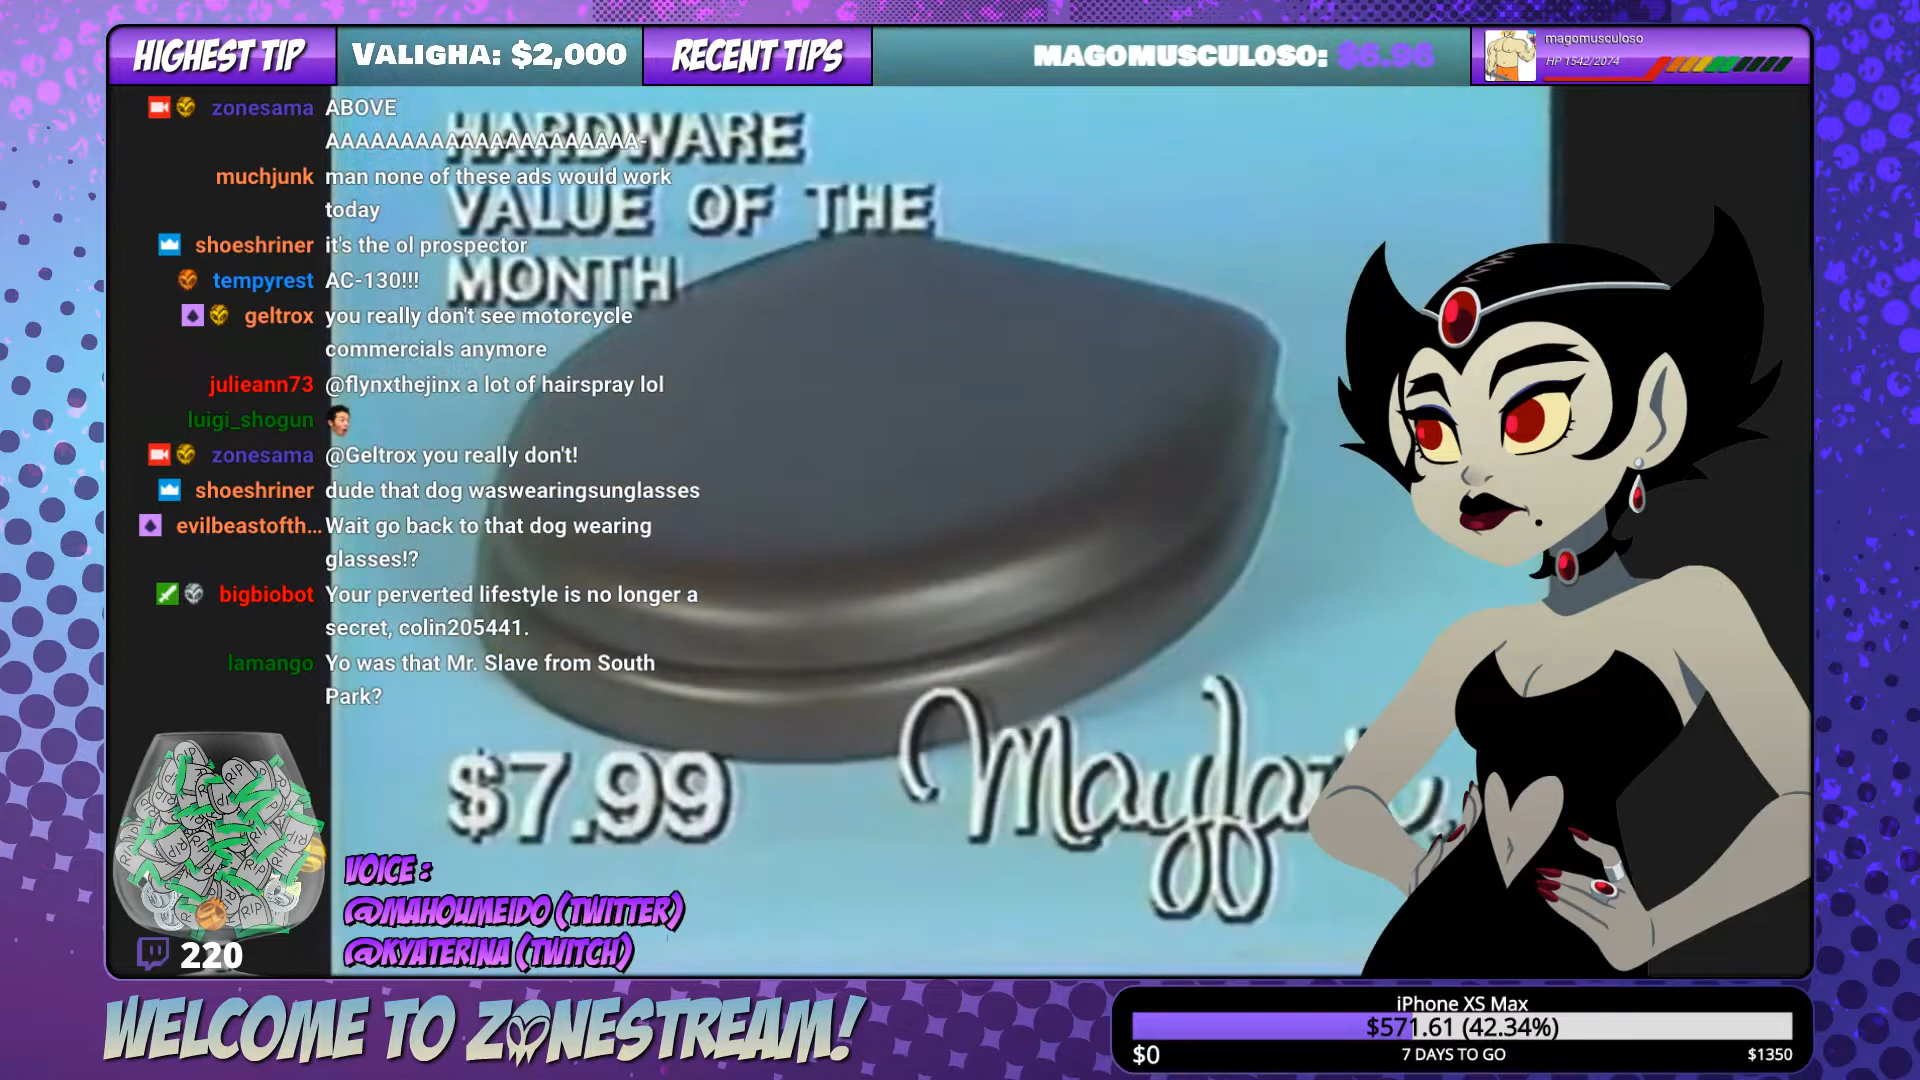 HIGHEST TIP
VALIGHA: $2,000
RECENT TIPS
MAGOMUSCULOSO: $6.96
magomusculoso
HP 1542/2074
zonesama ABOVE
AAAAAAAAAAAAAAAAAAAAA-
muchjunk man none of these ads would work
today
shoeshriner it's the ol prospector
tempyrest AC-130!!!
geltrox you really don't see motorcycle
commercials anymore
julieann73 @flynxthejinx a lot of hairspray lol
luigi_shogun
zonesama @Geltrox you really don't!
shoeshriner dude that dog waswearingsunglasses
evilbeastofth... Wait go back to that dog wearing
glasses!?
bigbiobot Your perverted lifestyle is no longer a
secret, colin205441.
lamango Yo was that Mr. Slave from South
Park?
HARDWARE
VALUE OF THE
MONTH
$7.99
RIP
220
VOICE :
@MAHOUMEIDO (TWITTER)
@KYATERINA (TWITCH)
WELCOME TO ZONESTREAM!
iPhone XS Max
$571.61 (42.34%)
$0
7 DAYS TO GO
$1350